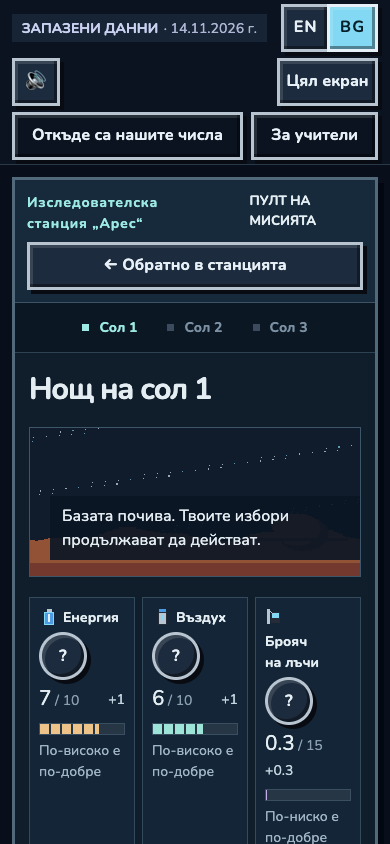 ЗАПАЗЕНИ ДАННИ · 14.11.2026 г.
EN
BG
Цял екран
Откъде са нашите числа
За учители
Изследователска
станция „Арес“
ПУЛТ НА
МИСИЯТА
← Обратно в станцията
Сол 1
Сол 2
Сол 3
Нощ на сол 1
Базата почива. Твоите избори
продължават да действат.
Енергия
?
7 / 10
+1
По-високо е
по-добре
Въздух
?
6 / 10
+1
По-високо е
по-добре
Брояч
на лъчи
?
0.3 / 15
+0.3
По-ниско е
по-добре